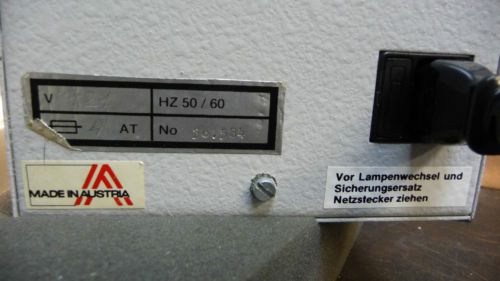 V
HZ 50 / 60
AT
No
MADE IN AUSTRIA
Vor Lampenwechsel und
Sicherungsersatz
Netzstecker ziehen